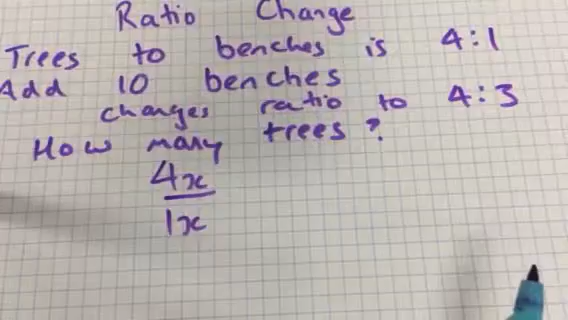 Ratio Change
Trees to benches is 4:1
Add 10 benches
changes ratio to 4:3
How many trees?
4x
1x